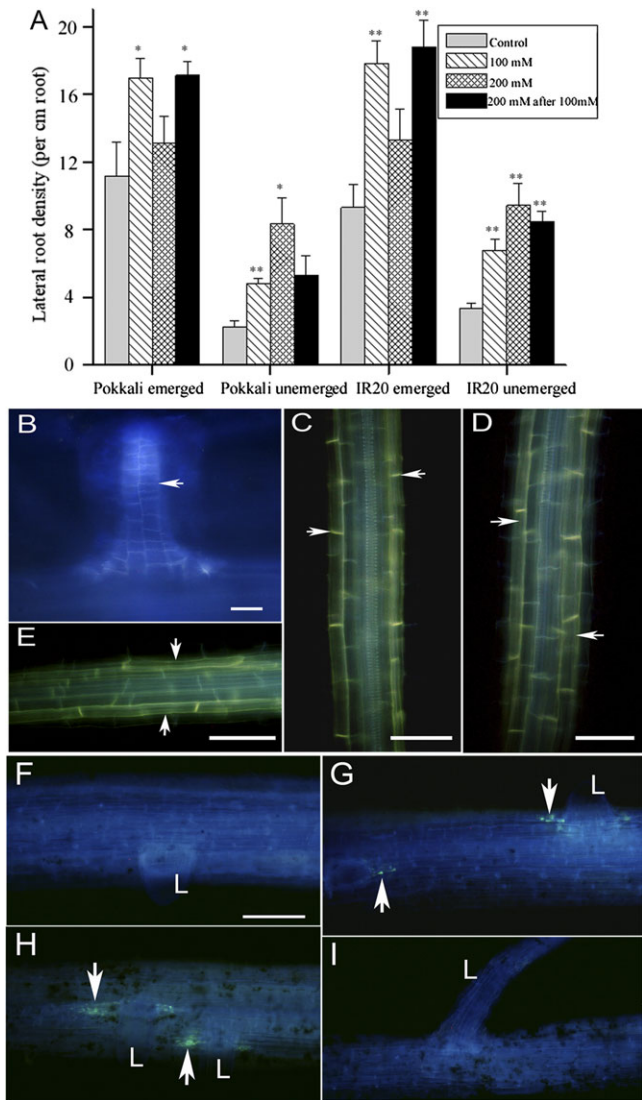 A
Lateral root density (per cm root)
20
16
12
8
4
0
* * ** * ** ** ** ** **
Control
100 mM
200 mM
200 mM after 100mM
Pokkali emerged Pokkali unemerged IR20 emerged IR20 unemerged
B
C
D
E
F
L
G
L
H
L L
I
L